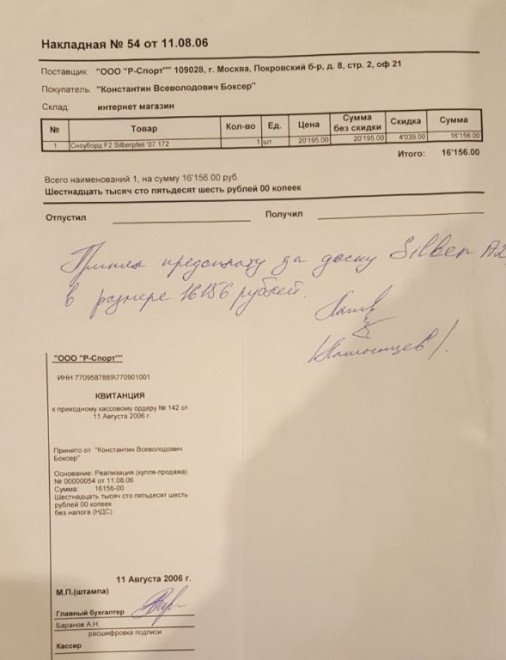 Накладная № 54 от 11.08.06
Поставщик: "ООО "Р-Спорт"" 109028, г. Москва, Покровский б-р, д. 8, стр. 2, оф 21
Покупатель: "Константин Всеволодович Боксер"
Склад: интернет магазин
№ Товар Кол-во Ед. Цена Сумма без скидки Скидка Сумма
1 Сноуборд F2 Silberpfeil '07 172 1 шт 20'195.00 20'195.00 4'039.00 16'156.00
Итого: 16'156.00
Всего наименований 1, на сумму 16'156.00 руб.
Шестнадцать тысяч сто пятьдесят шесть рублей 00 копеек
Отпустил Получил
Принял предоплату за доску Silber A2
в размере 16156 рублей.
"ООО "Р-Спорт""
ИНН 7709587889\770901001
КВИТАНЦИЯ
к приходному кассовому ордеру № 142 от
11 Августа 2006 г.
Принято от "Константин Всеволодович
Боксер"
Основание: Реализация (купля-продажа)
№ 00000054 от 11.08.06
Сумма: 16156-00
Шестнадцать тысяч сто пятьдесят шесть
рублей 00 копеек
без налога (НДС)
11 Августа 2006 г.
М.П.(штампа)
Главный бухгалтер
Баранов А.Н.
расшифровка подписи
Кассир